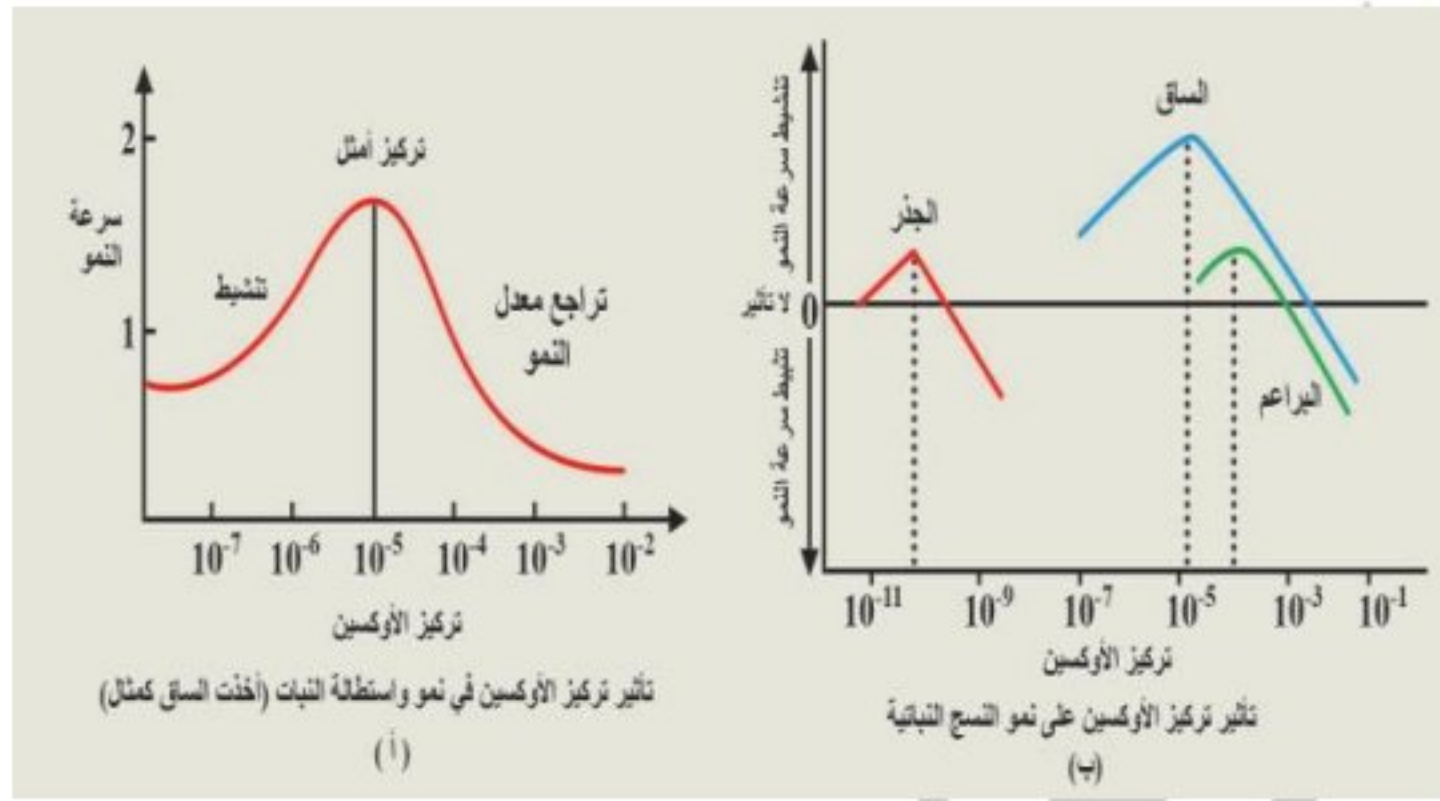 2
تركيز أمثل
سرعة
النمو
تنشيط
تراجع معدل
النمو
1
10-7 10-6 10-5 10-4 10-3 10-2
تركيز الأوكسين
تأثير تركيز الأوكسين في نمو واستطالة النبات (أخذت الساق كمثال)
(أ)
تنشيط سرعة النمو
الساق
الجذر
تأثير
0
تثبيط سرعة النمو
البراعم
10-11 10-9 10-7 10-5 10-3 10-1
تركيز الأوكسين
تأثير تركيز الأوكسين على نمو النسج النباتية
(ب)